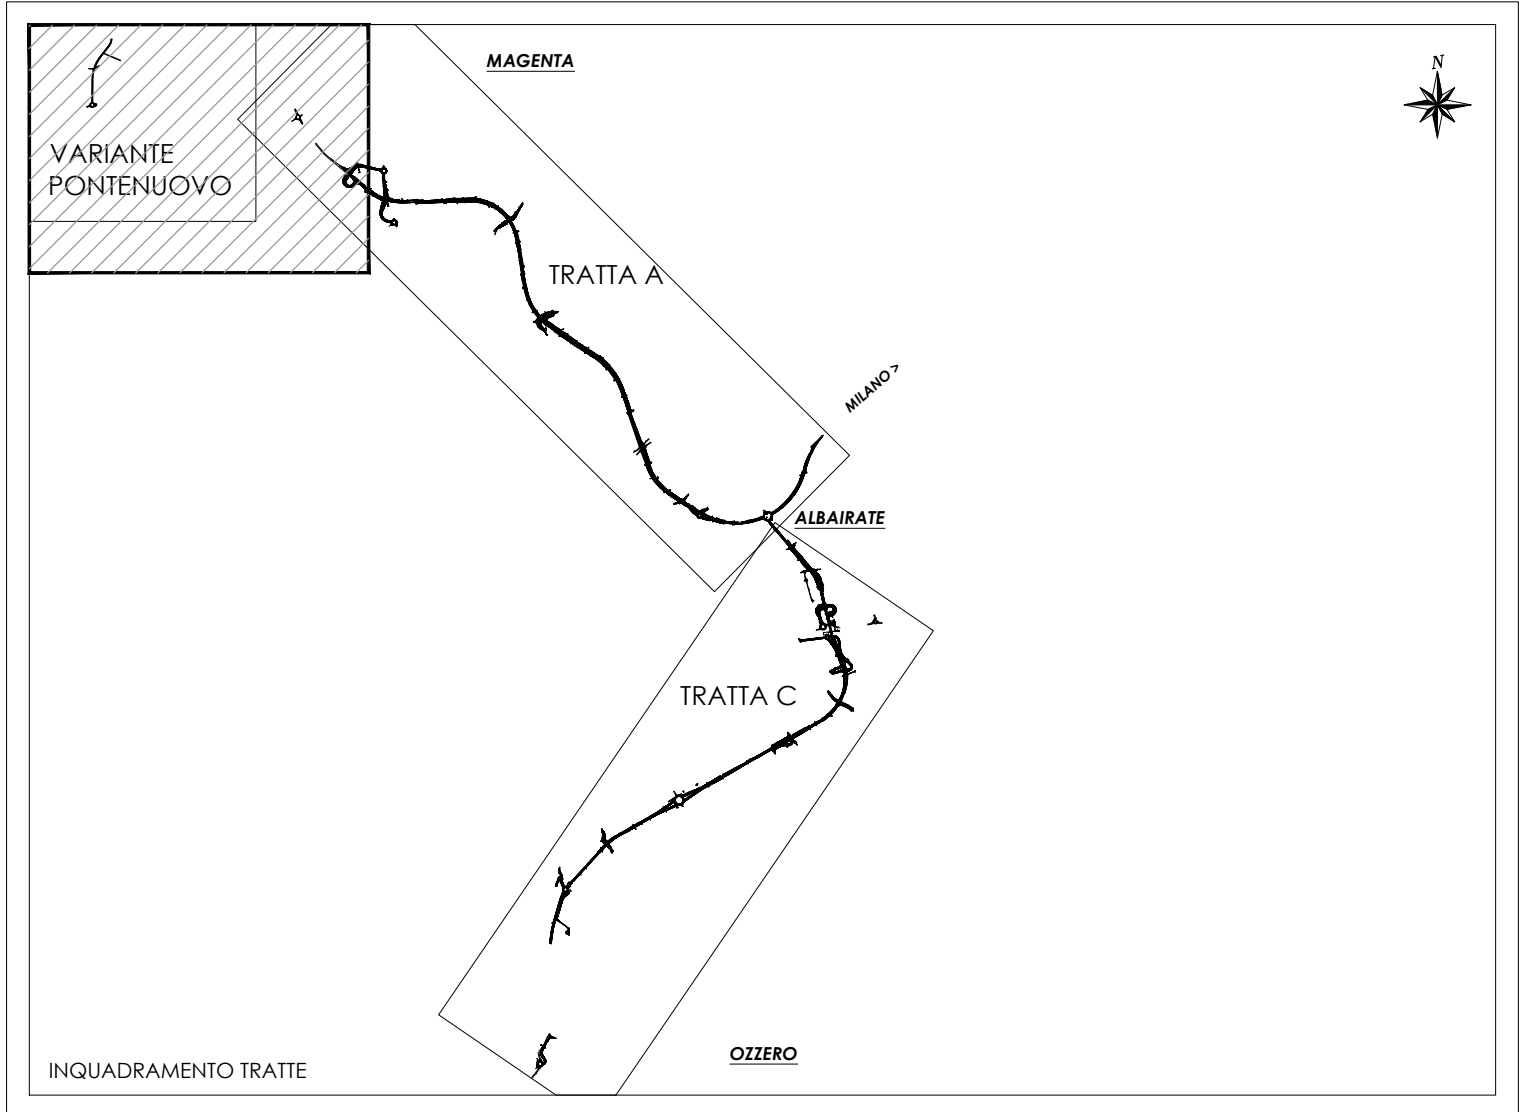 MAGENTA
N
VARIANTE
PONTENUOVO
TRATTA A
MILANO >
ALBAIRATE
TRATTA C
OZZERO
INQUADRAMENTO TRATTE